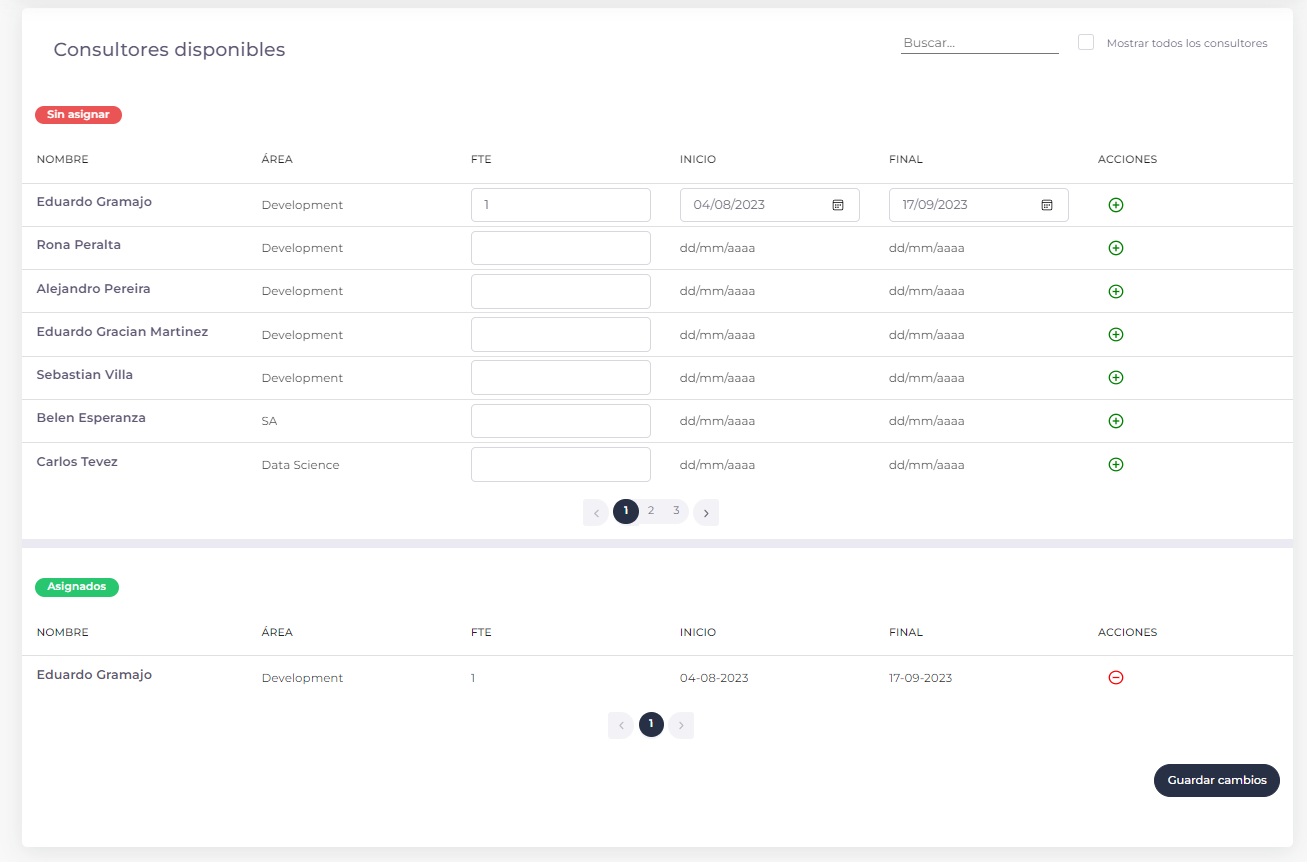 Consultores disponibles
Buscar... Mostrar todos los consultores
Sin asignar
NOMBRE ÁREA FTE INICIO FINAL ACCIONES
Eduardo Gramajo Development 1 04/08/2023 17/09/2023
Rona Peralta Development dd/mm/aaaa dd/mm/aaaa
Alejandro Pereira Development dd/mm/aaaa dd/mm/aaaa
Eduardo Gracian Martinez Development dd/mm/aaaa dd/mm/aaaa
Sebastian Villa Development dd/mm/aaaa dd/mm/aaaa
Belen Esperanza SA dd/mm/aaaa dd/mm/aaaa
Carlos Tevez Data Science dd/mm/aaaa dd/mm/aaaa
‹ 1 2 3 ›
Asignados
NOMBRE ÁREA FTE INICIO FINAL ACCIONES
Eduardo Gramajo Development 1 04-08-2023 17-09-2023
‹ 1 ›
Guardar cambios